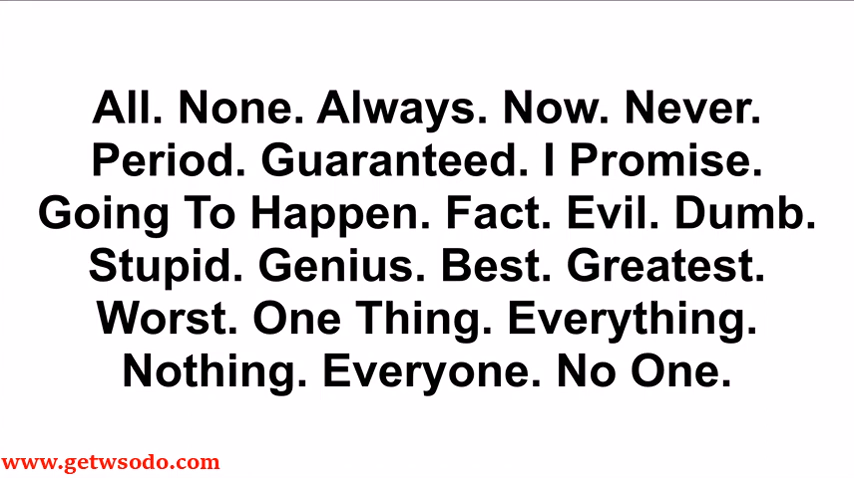 All. None. Always. Now. Never.
Period. Guaranteed. I Promise.
Going To Happen. Fact. Evil. Dumb.
Stupid. Genius. Best. Greatest.
Worst. One Thing. Everything.
Nothing. Everyone. No One.
www.getwsodo.com